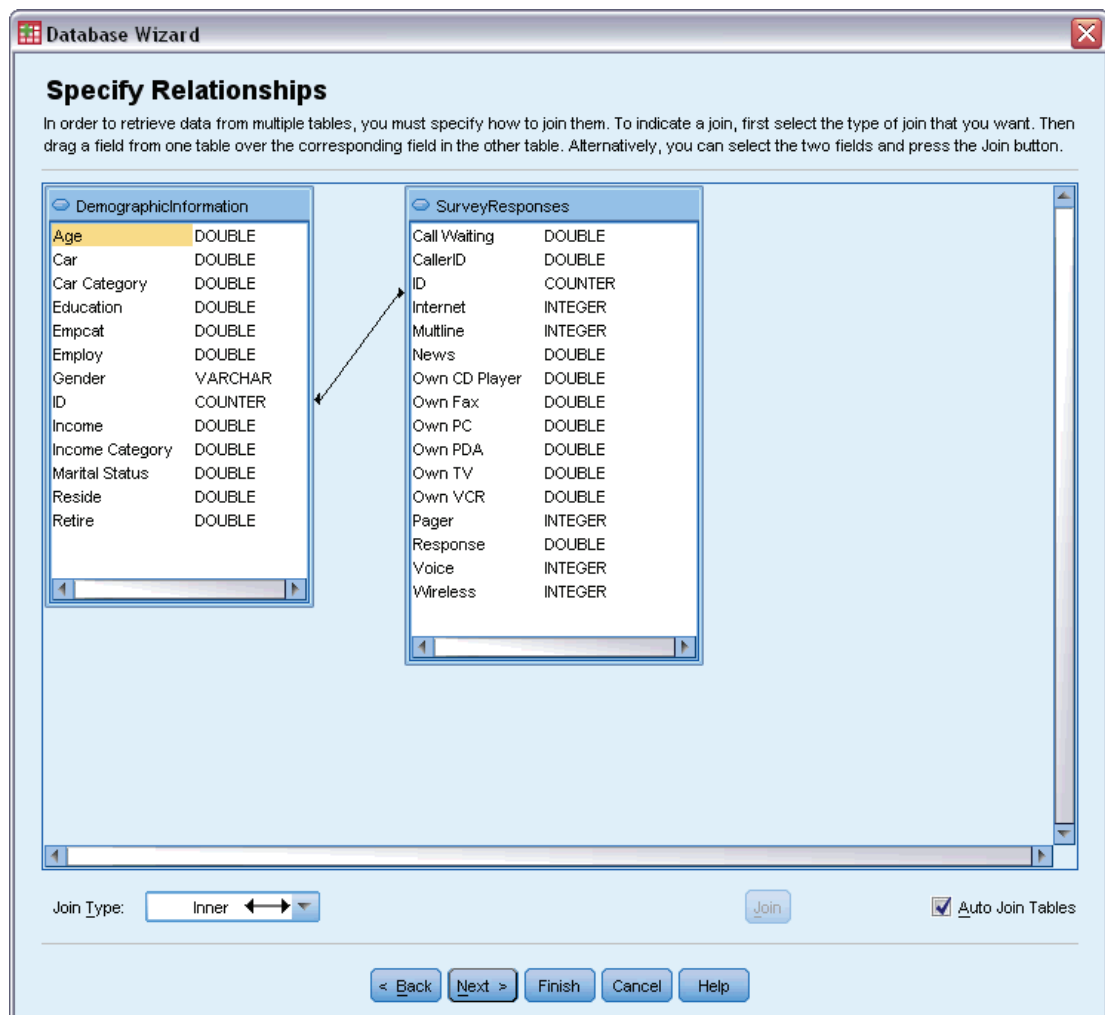 Database Wizard
Specify Relationships
In order to retrieve data from multiple tables, you must specify how to join them. To indicate a join, first select the type of join that you want. Then
drag a field from one table over the corresponding field in the other table. Alternatively, you can select the two fields and press the Join button.
DemographicInformation
Age DOUBLE
Car DOUBLE
Car Category DOUBLE
Education DOUBLE
Empcat DOUBLE
Employ DOUBLE
Gender VARCHAR
ID COUNTER
Income DOUBLE
Income Category DOUBLE
Marital Status DOUBLE
Reside DOUBLE
Retire DOUBLE
SurveyResponses
Call Waiting DOUBLE
CallerID DOUBLE
ID COUNTER
Internet INTEGER
Multline INTEGER
News DOUBLE
Own CD Player DOUBLE
Own Fax DOUBLE
Own PC DOUBLE
Own PDA DOUBLE
Own TV DOUBLE
Own VCR DOUBLE
Pager INTEGER
Response DOUBLE
Voice INTEGER
Wireless INTEGER
Join Type: Inner
Join
Auto Join Tables
< Back Next > Finish Cancel Help